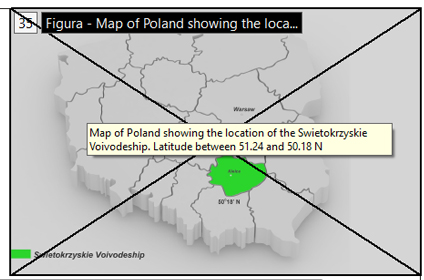 35 Figura - Map of Poland showing the loca...
Warsaw
Map of Poland showing the location of the Swietokrzyskie
Voivodeship. Latitude between 51.24 and 50.18 N
Kielce
50°18' N
Swietokrzyskie Voivodeship